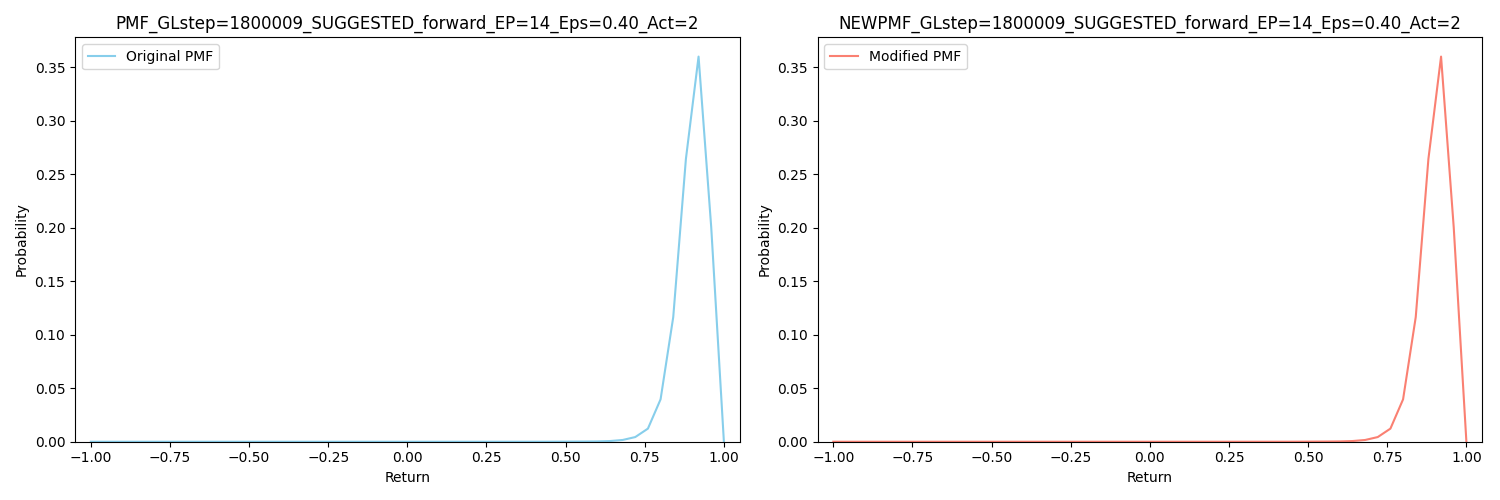 PMF_GLstep=1800009_SUGGESTED_forward_EP=14_Eps=0.40_Act=2
Original PMF
0.35
0.30
0.25
0.20
0.15
0.10
0.05
0.00
Probability
−1.00 −0.75 −0.50 −0.25 0.00 0.25 0.50 0.75 1.00
Return
NEWPMF_GLstep=1800009_SUGGESTED_forward_EP=14_Eps=0.40_Act=2
Modified PMF
0.35
0.30
0.25
0.20
0.15
0.10
0.05
0.00
Probability
−1.00 −0.75 −0.50 −0.25 0.00 0.25 0.50 0.75 1.00
Return